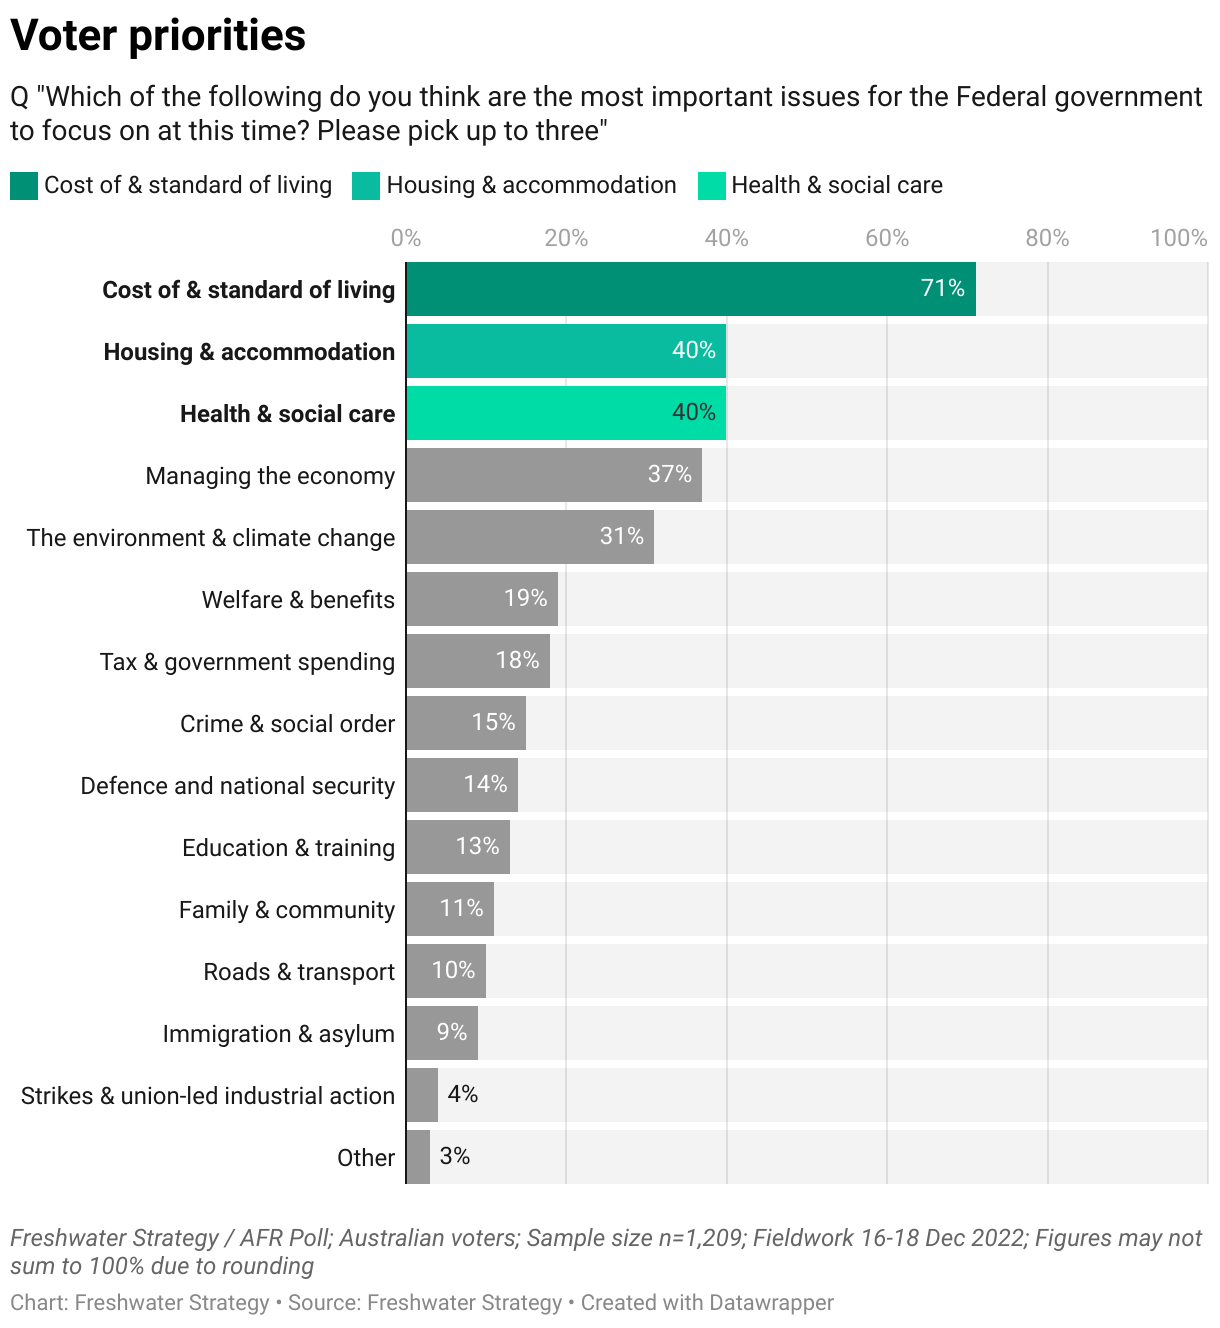 Voter priorities
Q "Which of the following do you think are the most important issues for the Federal government
to focus on at this time? Please pick up to three"
Cost of & standard of living Housing & accommodation Health & social care
0% 20% 40% 60% 80% 100%
Cost of & standard of living 71%
Housing & accommodation 40%
Health & social care 40%
Managing the economy 37%
The environment & climate change 31%
Welfare & benefits 19%
Tax & government spending 18%
Crime & social order 15%
Defence and national security 14%
Education & training 13%
Family & community 11%
Roads & transport 10%
Immigration & asylum 9%
Strikes & union-led industrial action 4%
Other 3%
Freshwater Strategy / AFR Poll; Australian voters; Sample size n=1,209; Fieldwork 16-18 Dec 2022; Figures may not
sum to 100% due to rounding
Chart: Freshwater Strategy • Source: Freshwater Strategy • Created with Datawrapper